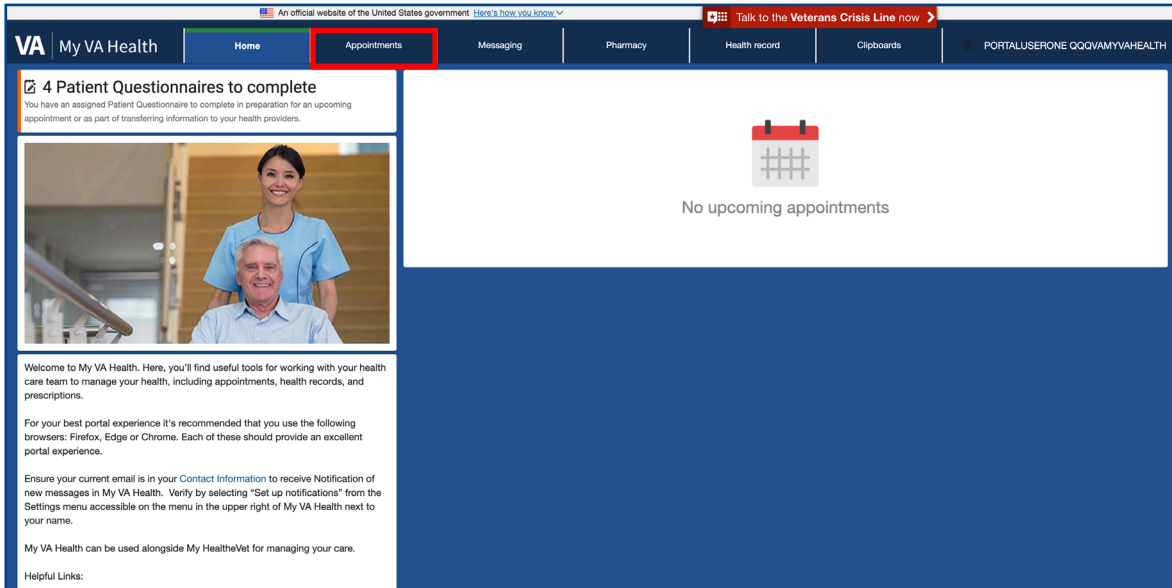 An official website of the United States government Here's how you know
Talk to the Veterans Crisis Line now
VA My VA Health
Home
Appointments
Messaging
Pharmacy
Health record
Clipboards
PORTALUSERONE QQQVAMYVAHEALTH
4 Patient Questionnaires to complete
You have an assigned Patient Questionnaire to complete in preparation for an upcoming
appointment or as part of transferring information to your health providers.
No upcoming appointments
Welcome to My VA Health. Here, you'll find useful tools for working with your health
care team to manage your health, including appointments, health records, and
prescriptions.
For your best portal experience it's recommended that you use the following
browsers: Firefox, Edge or Chrome. Each of these should provide an excellent
portal experience.
Ensure your current email is in your Contact Information to receive Notification of
new messages in My VA Health.  Verify by selecting “Set up notifications” from the
Settings menu accessible on the menu in the upper right of My VA Health next to
your name.
My VA Health can be used alongside My HealtheVet for managing your care.
Helpful Links: